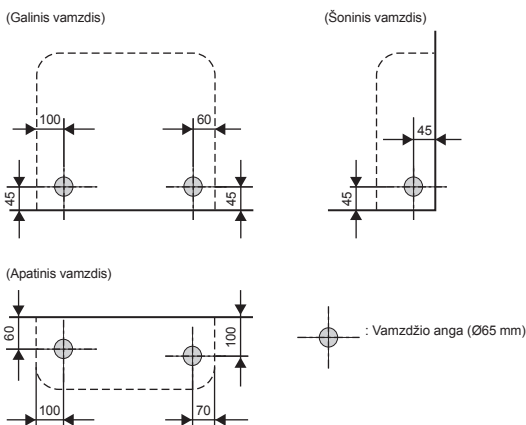 (Galinis vamzdis)
(Šoninis vamzdis)
100
60
45
45
45
45
(Apatinis vamzdis)
60
100
: Vamzdžio anga (Ø65 mm)
100
70